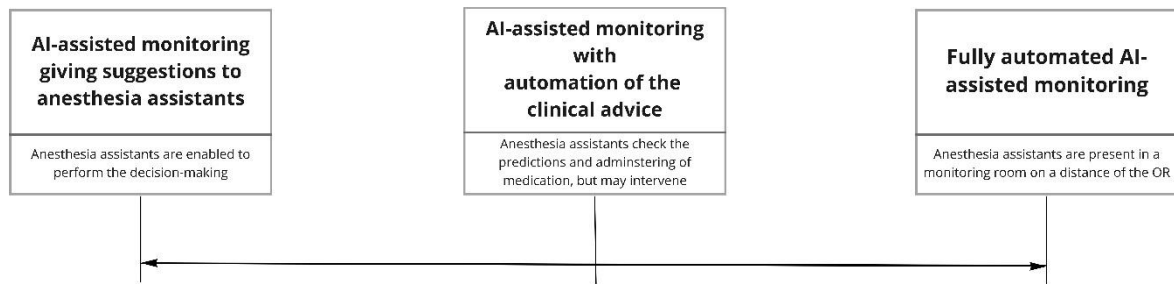 AI-assisted monitoring
giving suggestions to
anesthesia assistants
Anesthesia assistants are enabled to
perform the decision-making
AI-assisted monitoring
with
automation of the
clinical advice
Anesthesia assistants check the
predictions and adminstering of
medication, but may intervene
Fully automated AI-
assisted monitoring
Anesthesia assistants are present in a
monitoring room on a distance of the OR